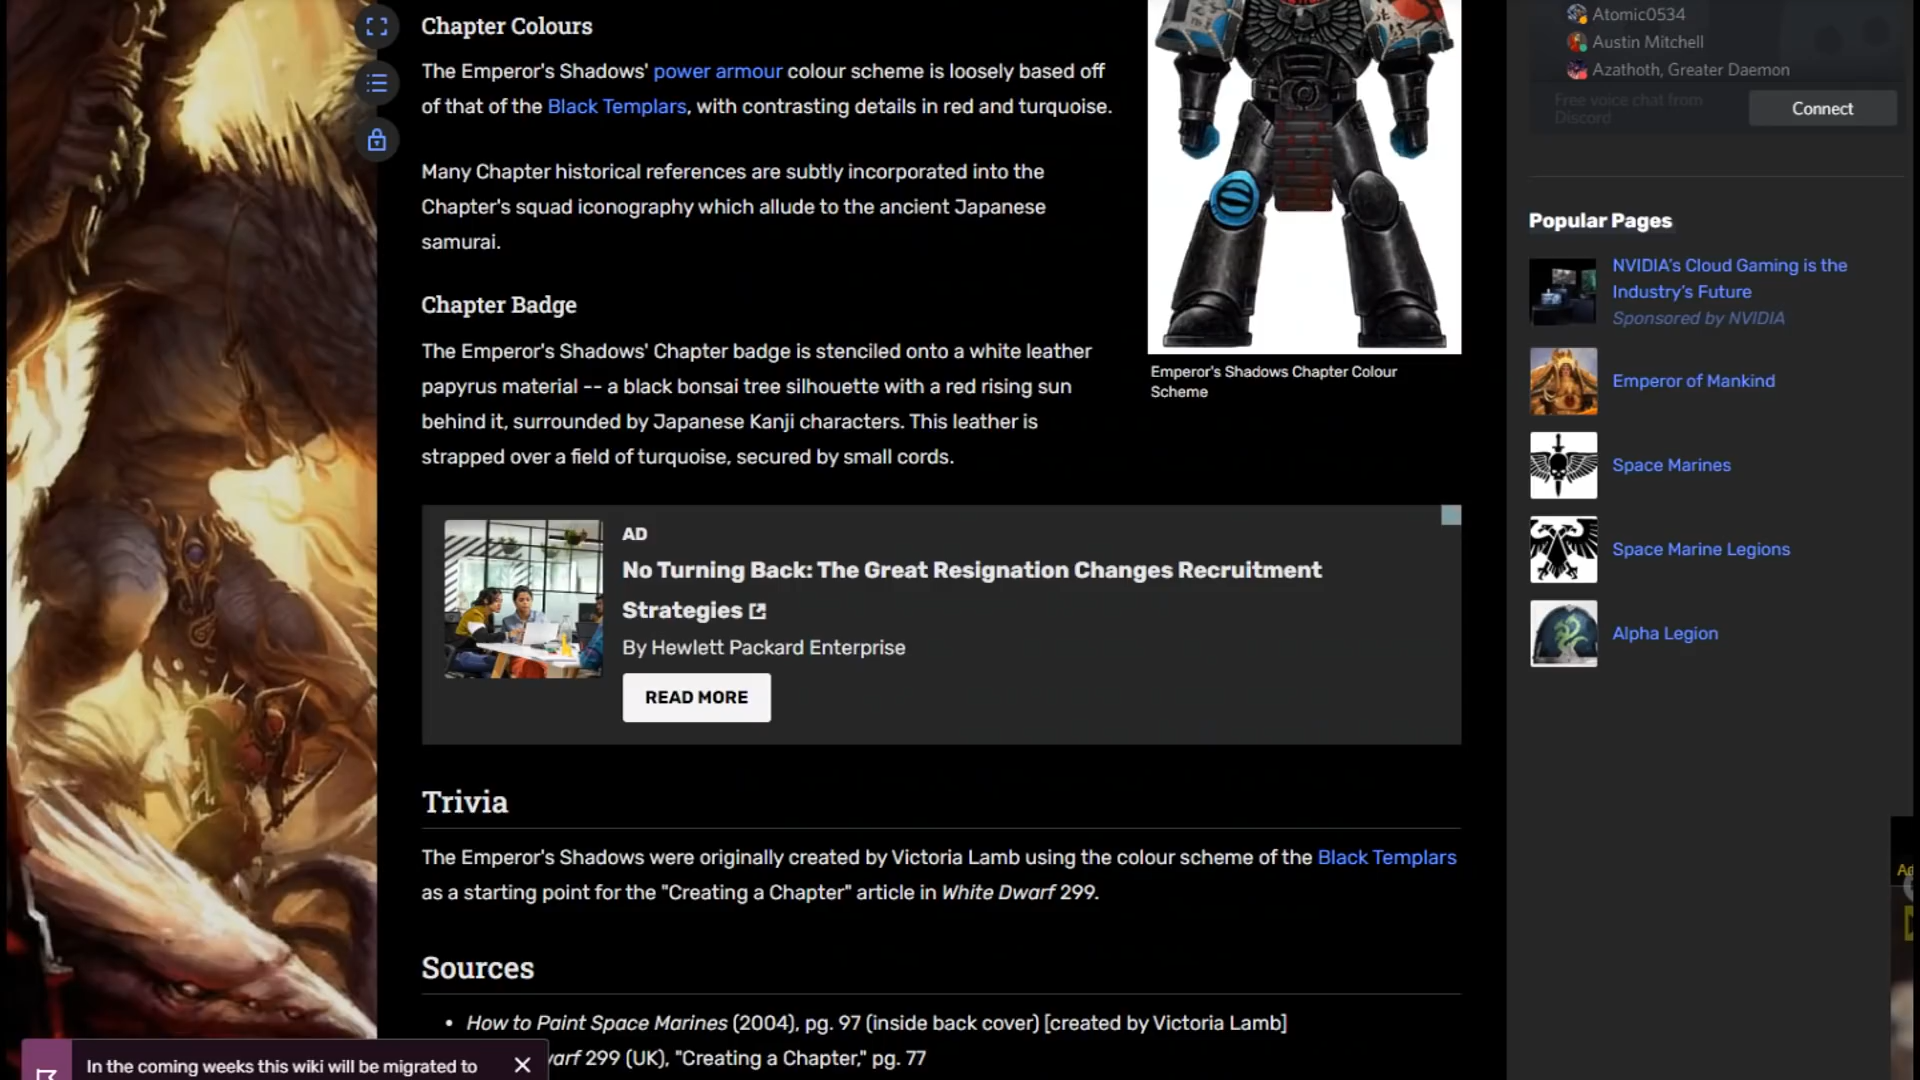 Chapter Colours
The Emperor's Shadows' power armour colour scheme is loosely based off
of that of the Black Templars, with contrasting details in red and turquoise.
Many Chapter historical references are subtly incorporated into the
Chapter's squad iconography which allude to the ancient Japanese
samurai.
Chapter Badge
The Emperor's Shadows' Chapter badge is stenciled onto a white leather
papyrus material -- a black bonsai tree silhouette with a red rising sun
behind it, surrounded by Japanese Kanji characters. This leather is
strapped over a field of turquoise, secured by small cords.
Emperor's Shadows Chapter Colour
Scheme
AD
No Turning Back: The Great Resignation Changes Recruitment
Strategies
By Hewlett Packard Enterprise
READ MORE
Trivia
The Emperor's Shadows were originally created by Victoria Lamb using the colour scheme of the Black Templars
as a starting point for the "Creating a Chapter" article in White Dwarf 299.
Sources
• How to Paint Space Marines (2004), pg. 97 (inside back cover) [created by Victoria Lamb]
299 (UK), "Creating a Chapter," pg. 77
In the coming weeks this wiki will be migrated to
Atomic0534
Austin Mitchell
Azathoth, Greater Daemon
Free voice chat from
Discord
Connect
Popular Pages
NVIDIA's Cloud Gaming is the
Industry's Future
Sponsored by NVIDIA
Emperor of Mankind
Space Marines
Space Marine Legions
Alpha Legion